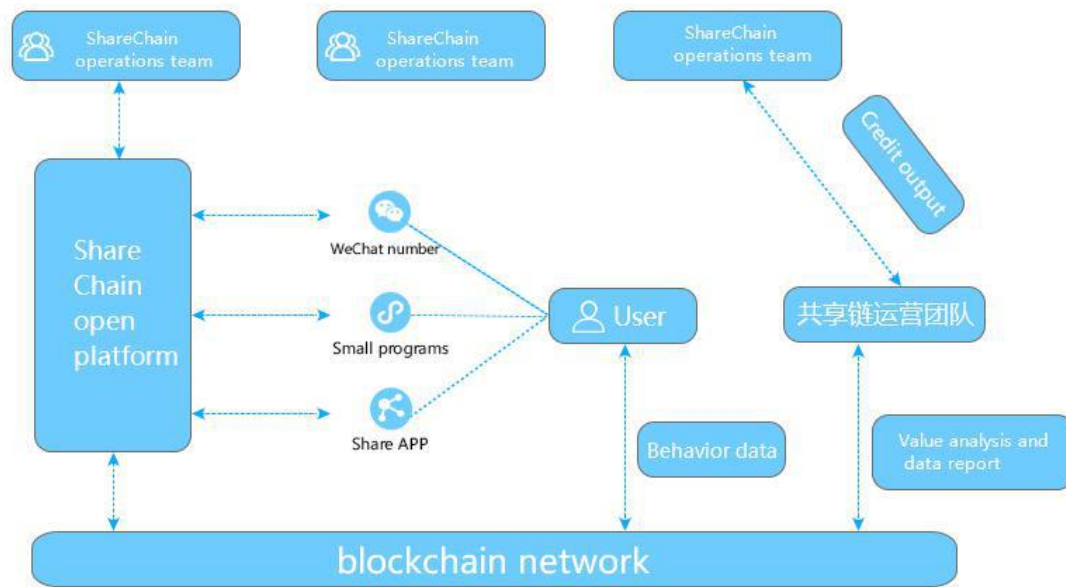 ShareChain
operations team
ShareChain
operations team
ShareChain
operations team
Credit output
Share
Chain
open
platform
WeChat number
Small programs
Share APP
User
共享链运营团队
Behavior data
Value analysis and
data report
blockchain network